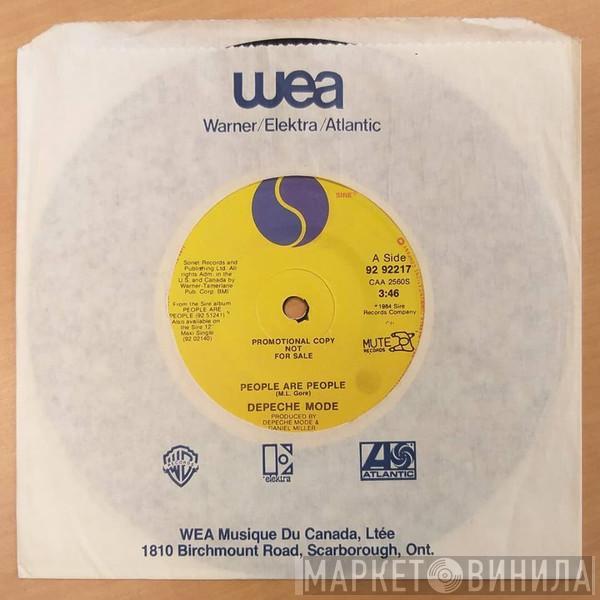 wea
Warner/Elektra/Atlantic
SIRE
Sonet Records and
Publishing Ltd. All
rights Adm. in the
U.S. and Canada by
Warner-Tamerlane
Pub. Corp. BMI
From the Sire album
PEOPLE ARE
PEOPLE (92 51241)
Also available on
the Sire 12"
Maxi Single
(92 02140)
A Side
92 92217
CAA 2560S
3:46
℗1984 Sire
Records Company
MUTE
RECORDS
PROMOTIONAL COPY
NOT
FOR SALE
PEOPLE ARE PEOPLE
(M.L. Gore)
DEPECHE MODE
PRODUCED BY
DEPECHE MODE &
DANIEL MILLER
elektra
ATLANTIC
WEA Musique Du Canada, Ltée
1810 Birchmount Road, Scarborough, Ont.
МАРКЕТ ВИНИЛА